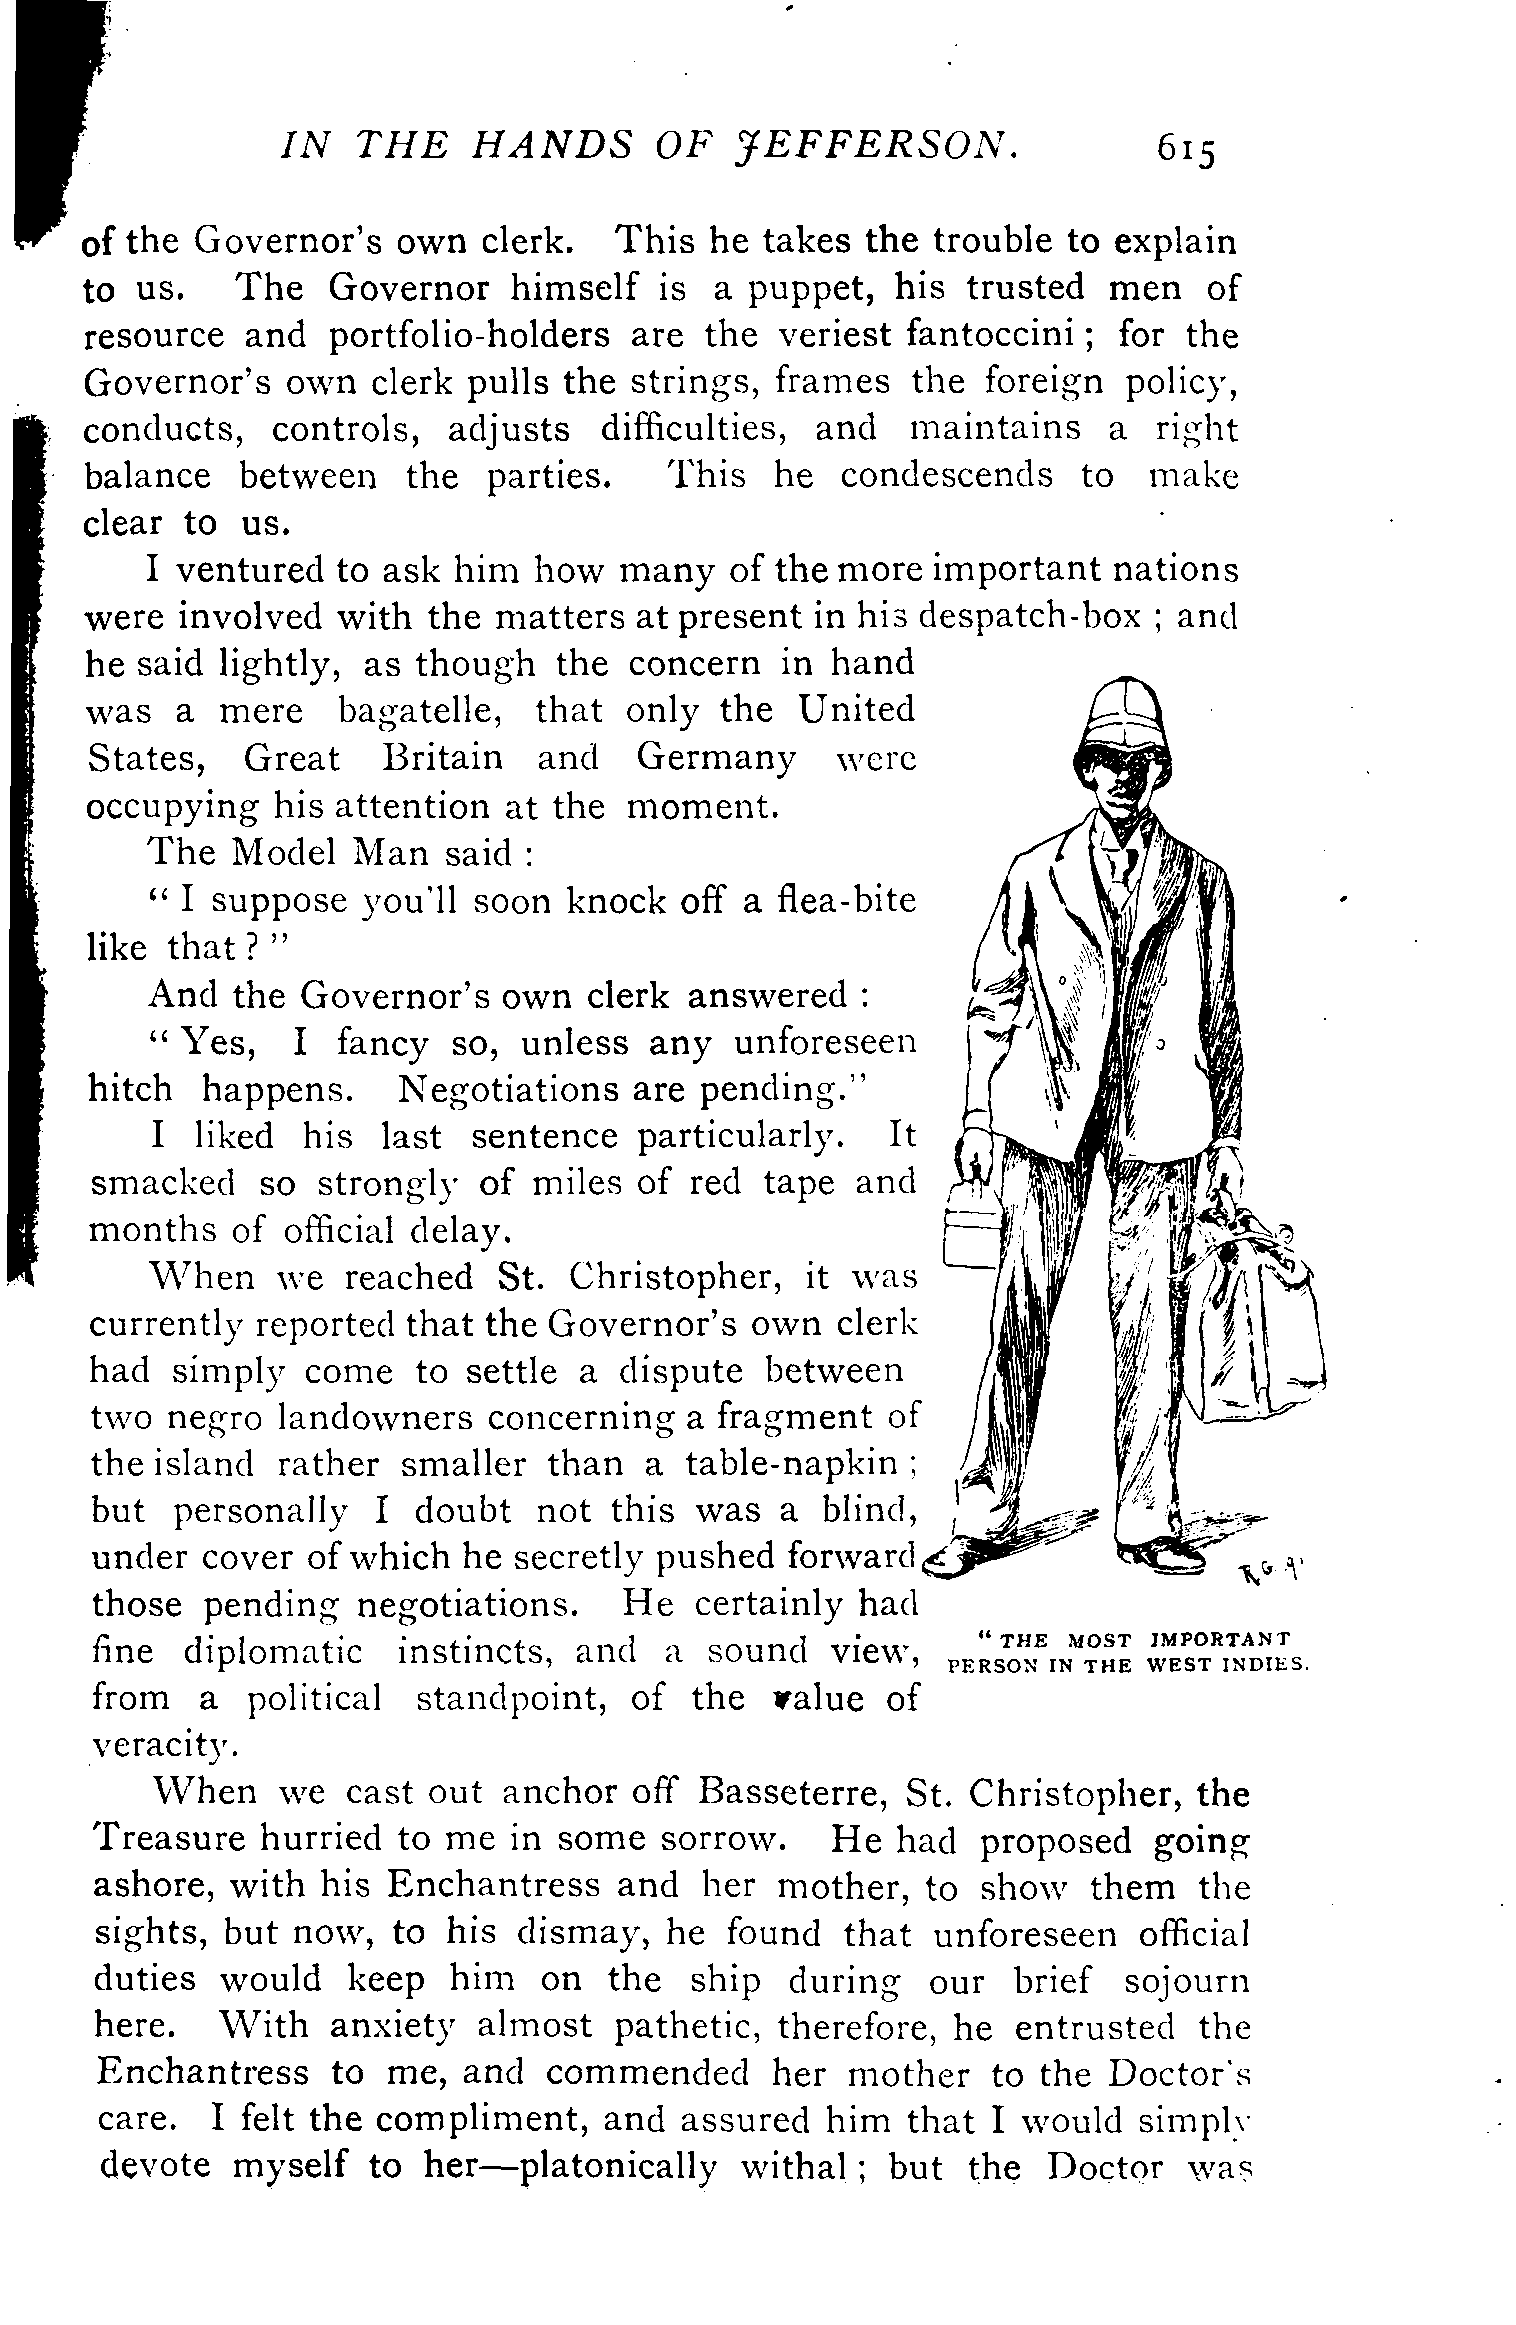 IN THE HANDS OF JEFFERSON. 615
of the Governor's own clerk. This he takes the trouble to explain
to us. The Governor himself is a puppet, his trusted men of
resource and portfolio-holders are the veriest fantoccini ; for the
Governor's own clerk pulls the strings, frames the foreign policy,
conducts, controls, adjusts difficulties, and maintains a right
balance between the parties. This he condescends to make
clear to us.
I ventured to ask him how many of the more important nations
were involved with the matters at present in his despatch-box ; and
he said lightly, as though the concern in hand
was a mere bagatelle, that only the United
States, Great Britain and Germany were
occupying his attention at the moment.
The Model Man said :
" I suppose you'll soon knock off a flea-bite
like that ? "
And the Governor's own clerk answered :
" Yes, I fancy so, unless any unforeseen
hitch happens. Negotiations are pending."
I liked his last sentence particularly. It
smacked so strongly of miles of red tape and
months of official delay.
When we reached St. Christopher, it was
currently reported that the Governor's own clerk
had simply come to settle a dispute between
two negro landowners concerning a fragment of
the island rather smaller than a table-napkin ;
but personally I doubt not this was a blind,
under cover of which he secretly pushed forward
those pending negotiations. He certainly had
fine diplomatic instincts, and a sound view,
from a political standpoint, of the value of
veracity.
R.G. 91
" THE MOST IMPORTANT
PERSON IN THE WEST INDIES.
When we cast out anchor off Basseterre, St. Christopher, the
Treasure hurried to me in some sorrow. He had proposed going
ashore, with his Enchantress and her mother, to show them the
sights, but now, to his dismay, he found that unforeseen official
duties would keep him on the ship during our brief sojourn
here. With anxiety almost pathetic, therefore, he entrusted the
Enchantress to me, and commended her mother to the Doctor's
care. I felt the compliment, and assured him that I would simply
devote myself to her—platonically withal ; but the Doctor was